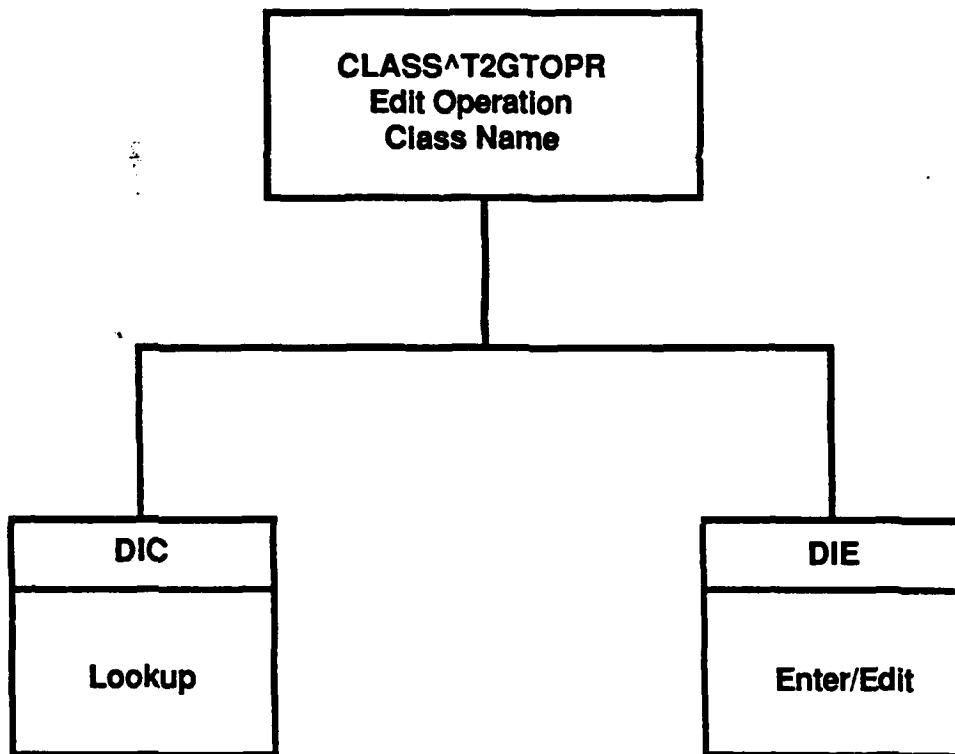 CLASS^T2GTOPR
Edit Operation
Class Name
DIC
DIE
Lookup
Enter/Edit